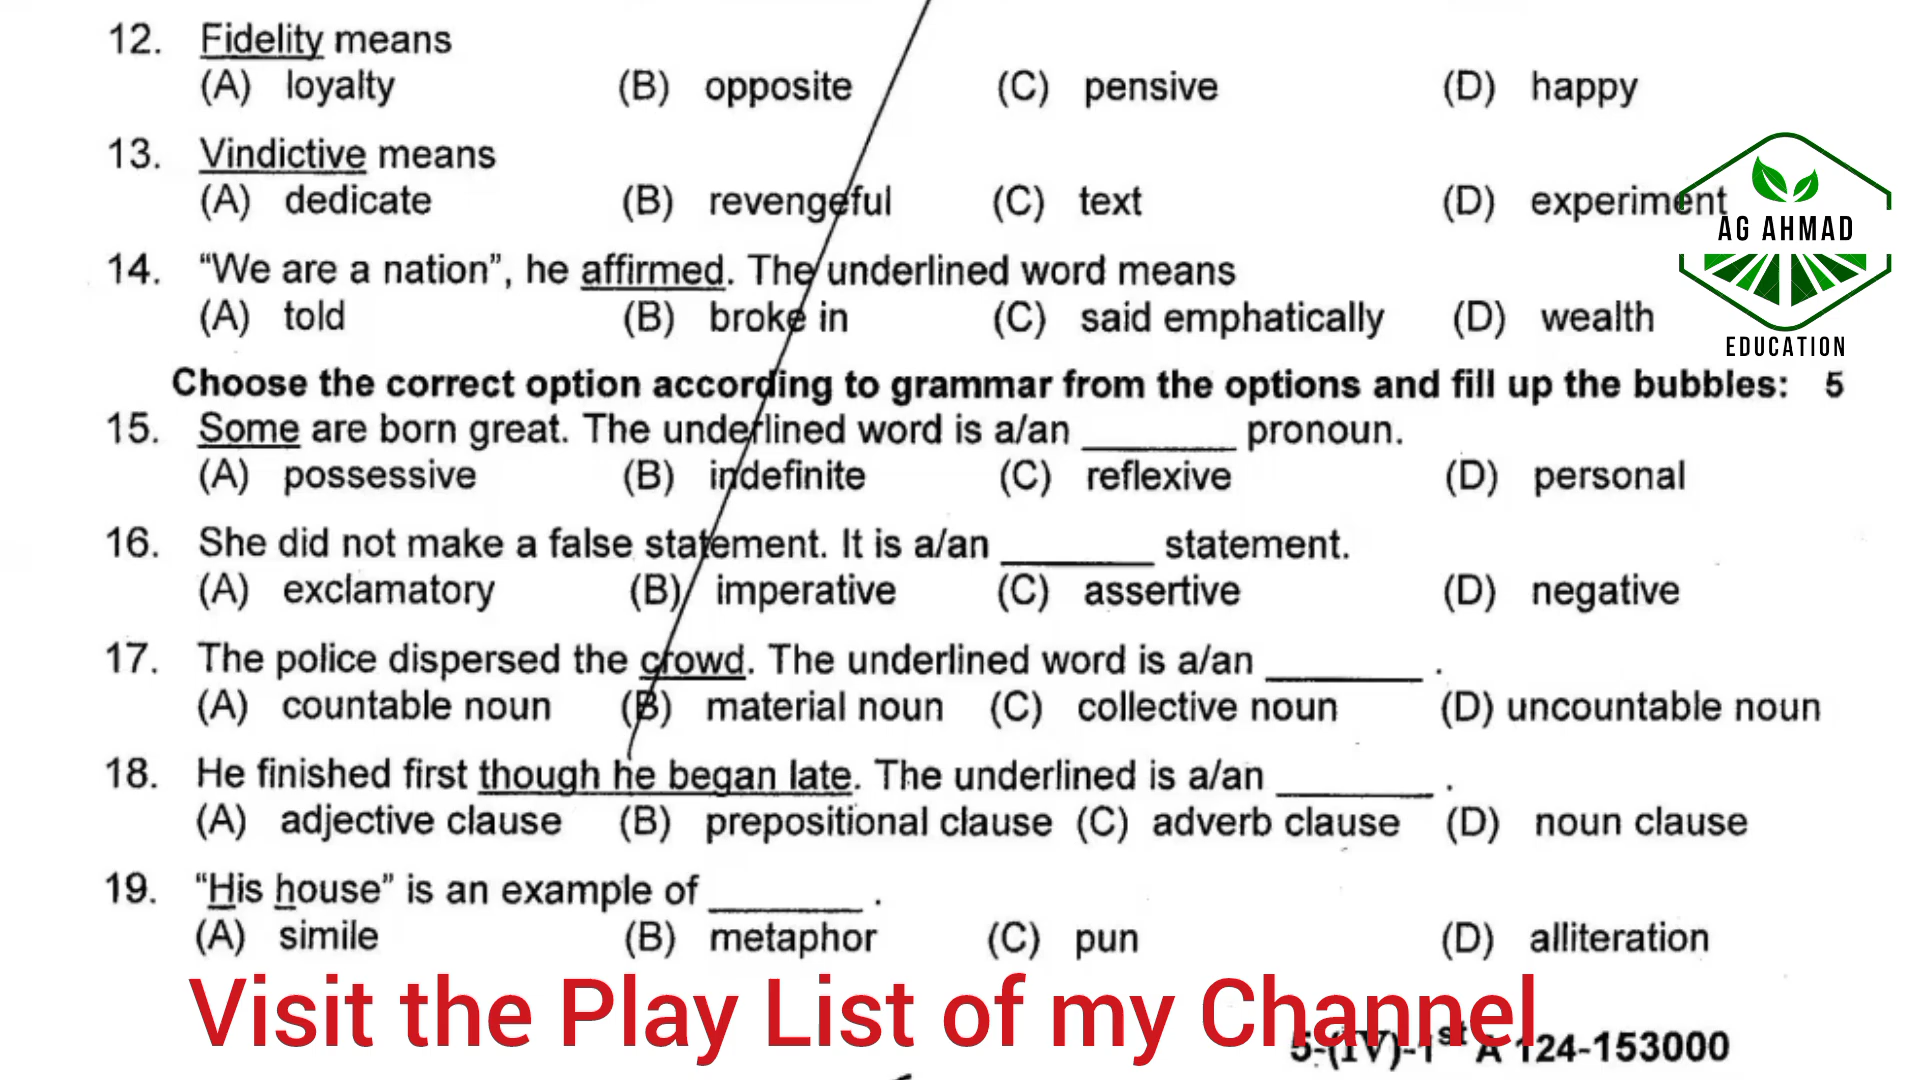 12. Fidelity means
(A) loyalty (B) opposite (C) pensive (D) happy
13. Vindictive means
(A) dedicate (B) revengeful (C) text (D) experiment
14. “We are a nation”, he affirmed. The underlined word means
(A) told (B) broke in (C) said emphatically (D) wealth
Choose the correct option according to grammar from the options and fill up the bubbles: 5
15. Some are born great. The underlined word is a/an ________ pronoun.
(A) possessive (B) indefinite (C) reflexive (D) personal
16. She did not make a false statement. It is a/an ________ statement.
(A) exclamatory (B) imperative (C) assertive (D) negative
17. The police dispersed the crowd. The underlined word is a/an ________ .
(A) countable noun (B) material noun (C) collective noun (D) uncountable noun
18. He finished first though he began late. The underlined is a/an ________ .
(A) adjective clause (B) prepositional clause (C) adverb clause (D) noun clause
19. “His house” is an example of ________ .
(A) simile (B) metaphor (C) pun (D) alliteration
AG AHMAD
EDUCATION
Visit the Play List of my Channel
5-(IV)-1st A 124-153000